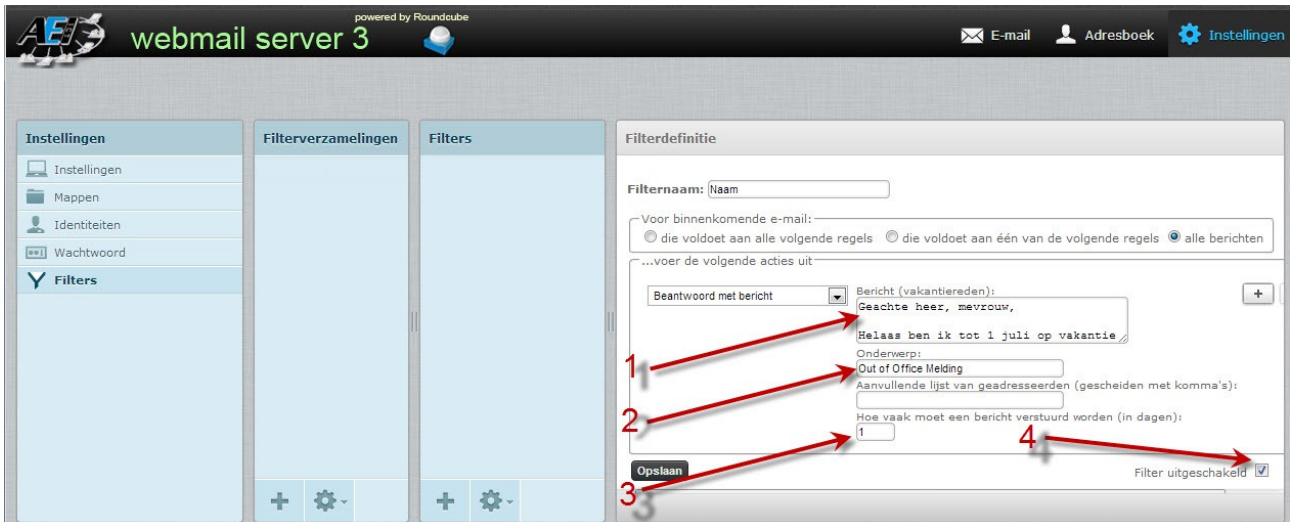 AEI
powered by Roundcube
webmail server 3
E-mail
Adresboek
Instellingen
Instellingen
Instellingen
Mappen
Identiteiten
Wachtwoord
Filters
Filterverzamelingen
Filters
Filterdefinitie
Filternaam: Naam
Voor binnenkomende e-mail:
die voldoet aan alle volgende regels die voldoet aan één van de volgende regels alle berichten
...voer de volgende acties uit
Beantwoord met bericht
Bericht (vakantiereden):
+
Geachte heer, mevrouw,
Helaas ben ik tot 1 juli op vakantie
1
Onderwerp:
Out of Office Melding
Aanvullende lijst van geadresseerden (gescheiden met komma's):
2
Hoe vaak moet een bericht verstuurd worden (in dagen):
1
4
Opslaan
Filter uitgeschakeld
3